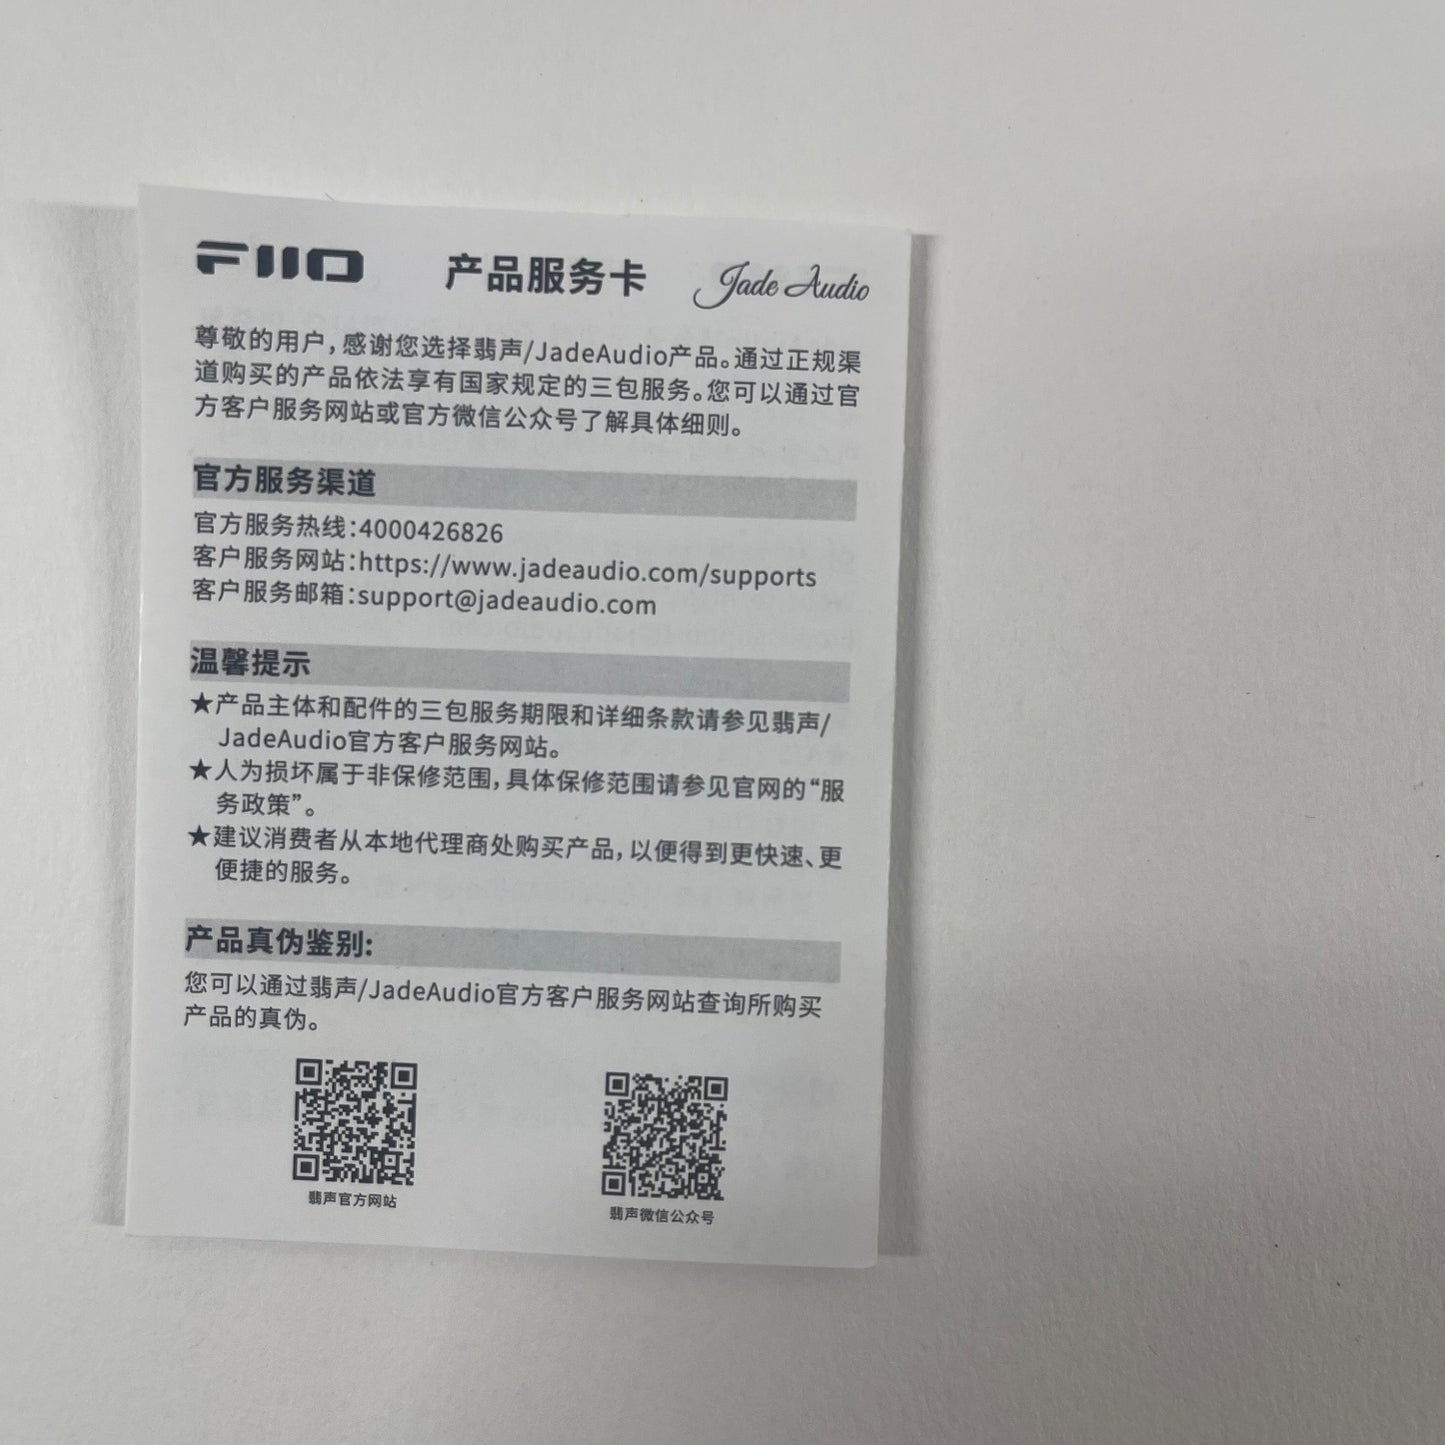 FIIO 产品服务卡 Jade Audio
尊敬的用户,感谢您选择翡声/JadeAudio产品。通过正规渠
道购买的产品依法享有国家规定的三包服务。您可以通过官
方客户服务网站或官方微信公众号了解具体细则。
官方服务渠道
官方服务热线:4000426826
客户服务网站:https://www.jadeaudio.com/supports
客户服务邮箱:support@jadeaudio.com
温馨提示
★产品主体和配件的三包服务期限和详细条款请参见翡声/
JadeAudio官方客户服务网站。
★人为损坏属于非保修范围,具体保修范围请参见官网的“服
务政策”。
★建议消费者从本地代理商处购买产品,以便得到更快速、更
便捷的服务。
产品真伪鉴别:
您可以通过翡声/JadeAudio官方客户服务网站查询所购买
产品的真伪。
翡声官方网站
翡声微信公众号